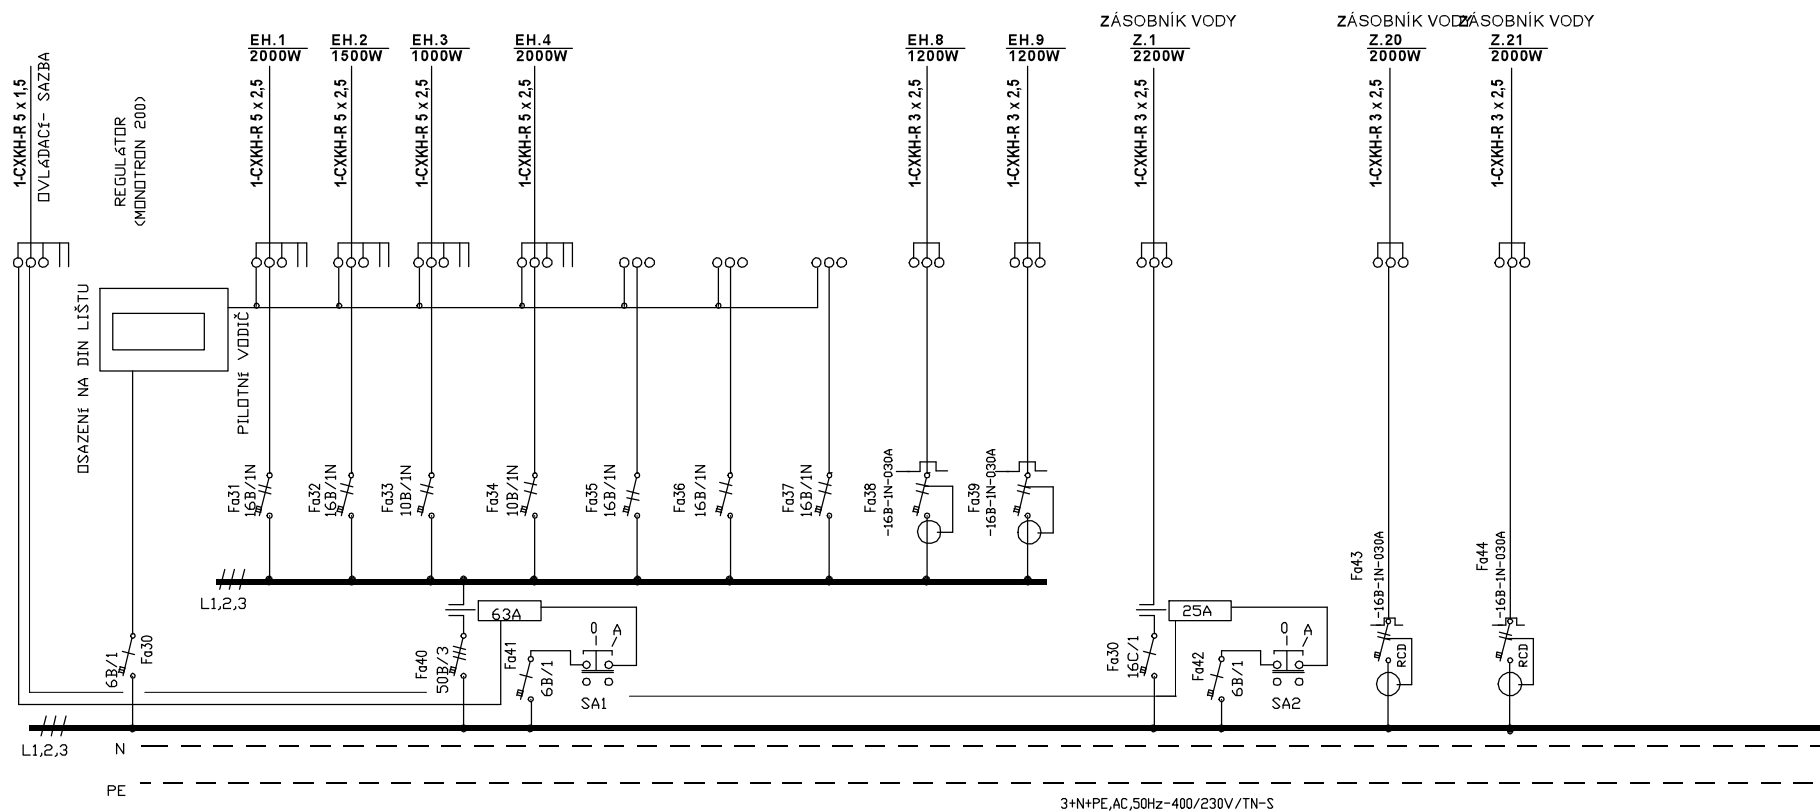 1-CXKH-R 5 x 1,5
OVLÁDACÍ- SAZBA
REGULÁTOR
(MONOTRON 200)
EH.1
2000W
1-CXKH-R 5 x 2,5
EH.2
1500W
1-CXKH-R 5 x 2,5
EH.3
1000W
1-CXKH-R 5 x 2,5
EH.4
2000W
1-CXKH-R 5 x 2,5
EH.8
1200W
1-CXKH-R 3 x 2,5
EH.9
1200W
1-CXKH-R 3 x 2,5
ZÁSOBNÍK VODY
Z.1
2200W
1-CXKH-R 3 x 2,5
ZÁSOBNÍK VODY
Z.20
2000W
1-CXKH-R 3 x 2,5
ZÁSOBNÍK VODY
Z.21
2000W
1-CXKH-R 3 x 2,5
OSAZENÍ NA DIN LIŠTU
PILOTNÍ VODIČ
Fa31
16B/1N
Fa32
16B/1N
Fa33
10B/1N
Fa34
10B/1N
Fa35
16B/1N
Fa36
16B/1N
Fa37
16B/1N
Fa38
-16B-1N-030A
Fa39
-16B-1N-030A
Fa43
-16B-1N-030A
RCD
Fa44
-16B-1N-030A
RCD
L1,2,3
6B/1
Fa30
63A
Fa40
50B/3
Fa41
6B/1
0
A
SA1
25A
Fa30
16C/1
Fa42
6B/1
0
A
SA2
L1,2,3
N
PE
3+N+PE,AC,50Hz-400/230V/TN-S